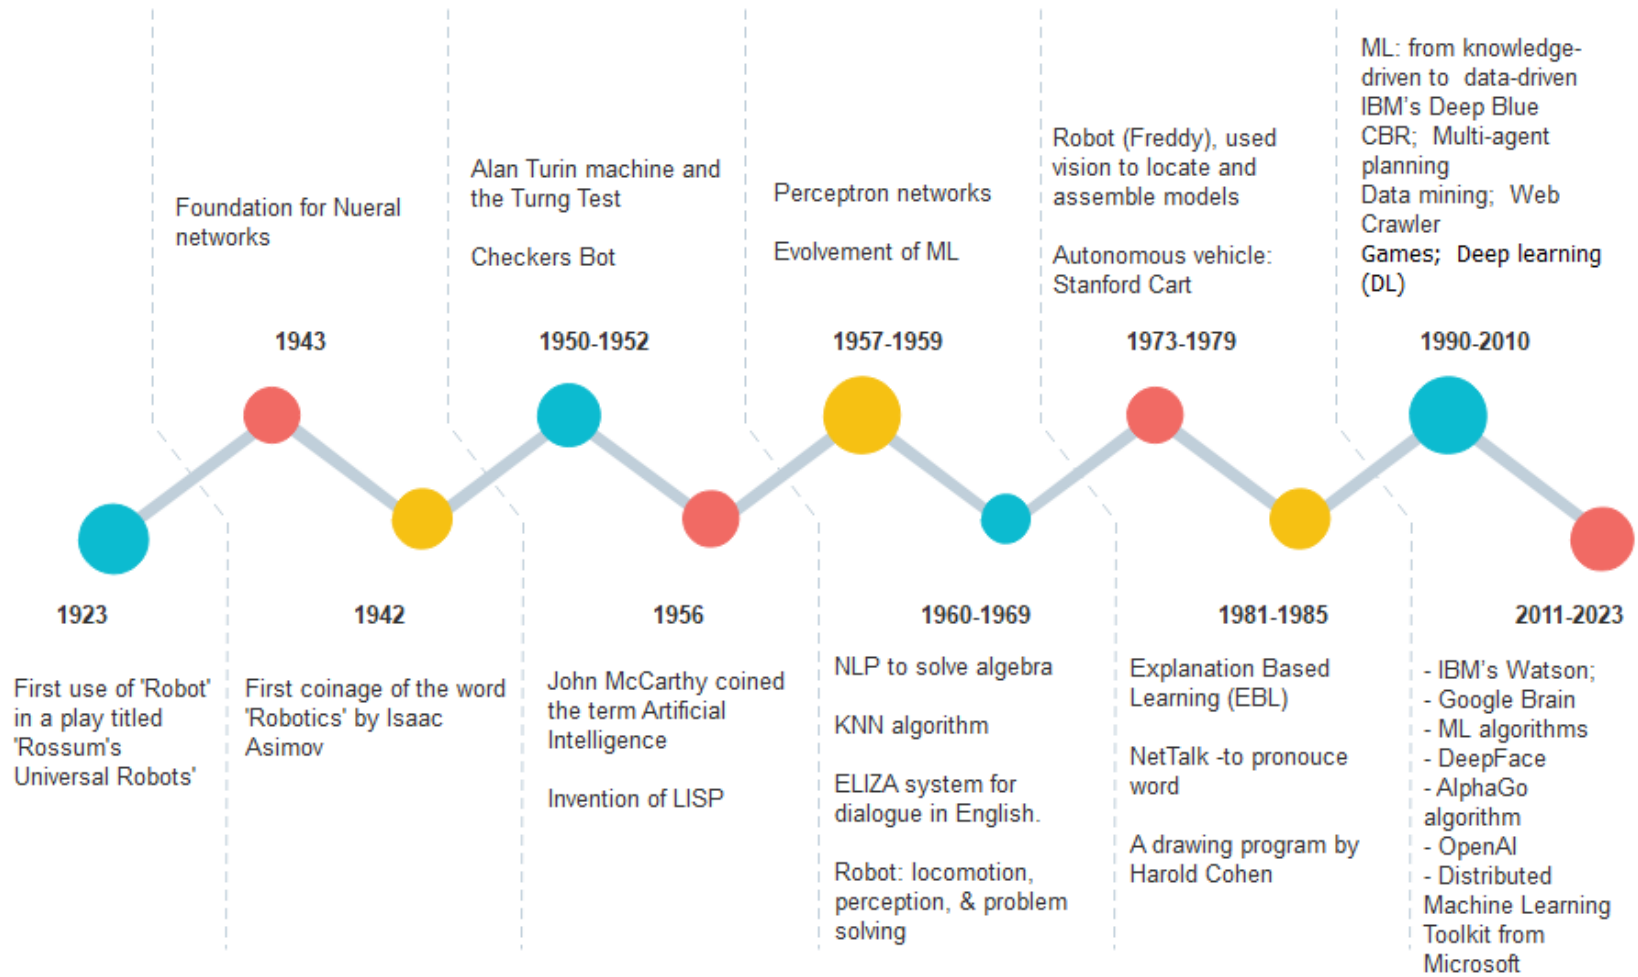 1923
First use of 'Robot'
in a play titled
'Rossum's
Universal Robots'
Foundation for Nueral
networks
1943
1942
First coinage of the word
'Robotics' by Isaac
Asimov
Alan Turin machine and
the Turng Test
Checkers Bot
1950-1952
1956
John McCarthy coined
the term Artificial
Intelligence
Invention of LISP
Perceptron networks
Evolvement of ML
1957-1959
1960-1969
NLP to solve algebra
KNN algorithm
ELIZA system for
dialogue in English.
Robot: locomotion,
perception, & problem
solving
Robot (Freddy), used
vision to locate and
assemble models
Autonomous vehicle:
Stanford Cart
1973-1979
1981-1985
Explanation Based
Learning (EBL)
NetTalk -to pronouce
word
A drawing program by
Harold Cohen
ML: from knowledge-
driven to data-driven
IBM's Deep Blue
CBR; Multi-agent
planning
Data mining; Web
Crawler
Games; Deep learning
(DL)
1990-2010
2011-2023
- IBM's Watson;
- Google Brain
- ML algorithms
- DeepFace
- AlphaGo
algorithm
- OpenAI
- Distributed
Machine Learning
Toolkit from
Microsoft